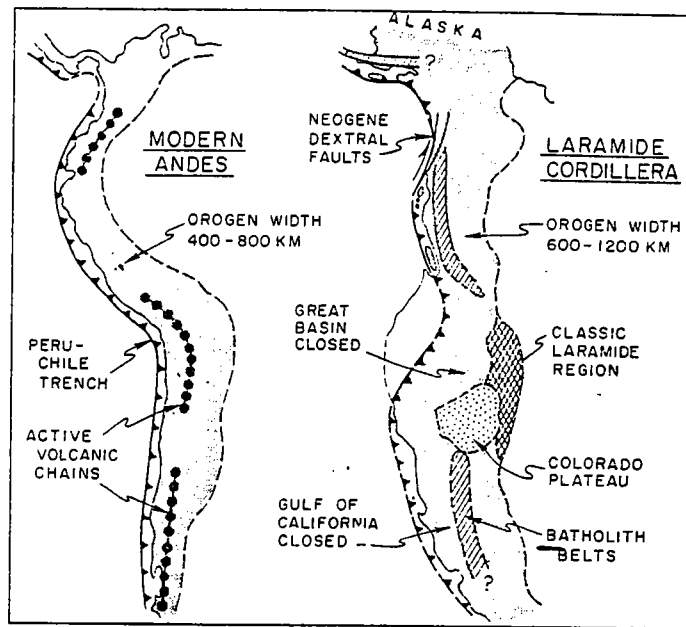 ALASKA
?
NEOGENE
DEXTRAL
FAULTS
MODERN
ANDES
LARAMIDE
CORDILLERA
OROGEN WIDTH
400-800 KM
OROGEN WIDTH
600-1200 KM
GREAT
BASIN
CLOSED
CLASSIC
LARAMIDE
REGION
PERU-
CHILE
TRENCH
ACTIVE
VOLCANIC
CHAINS
COLORADO
PLATEAU
GULF OF
CALIFORNIA
CLOSED
BATHOLITH
BELTS
?